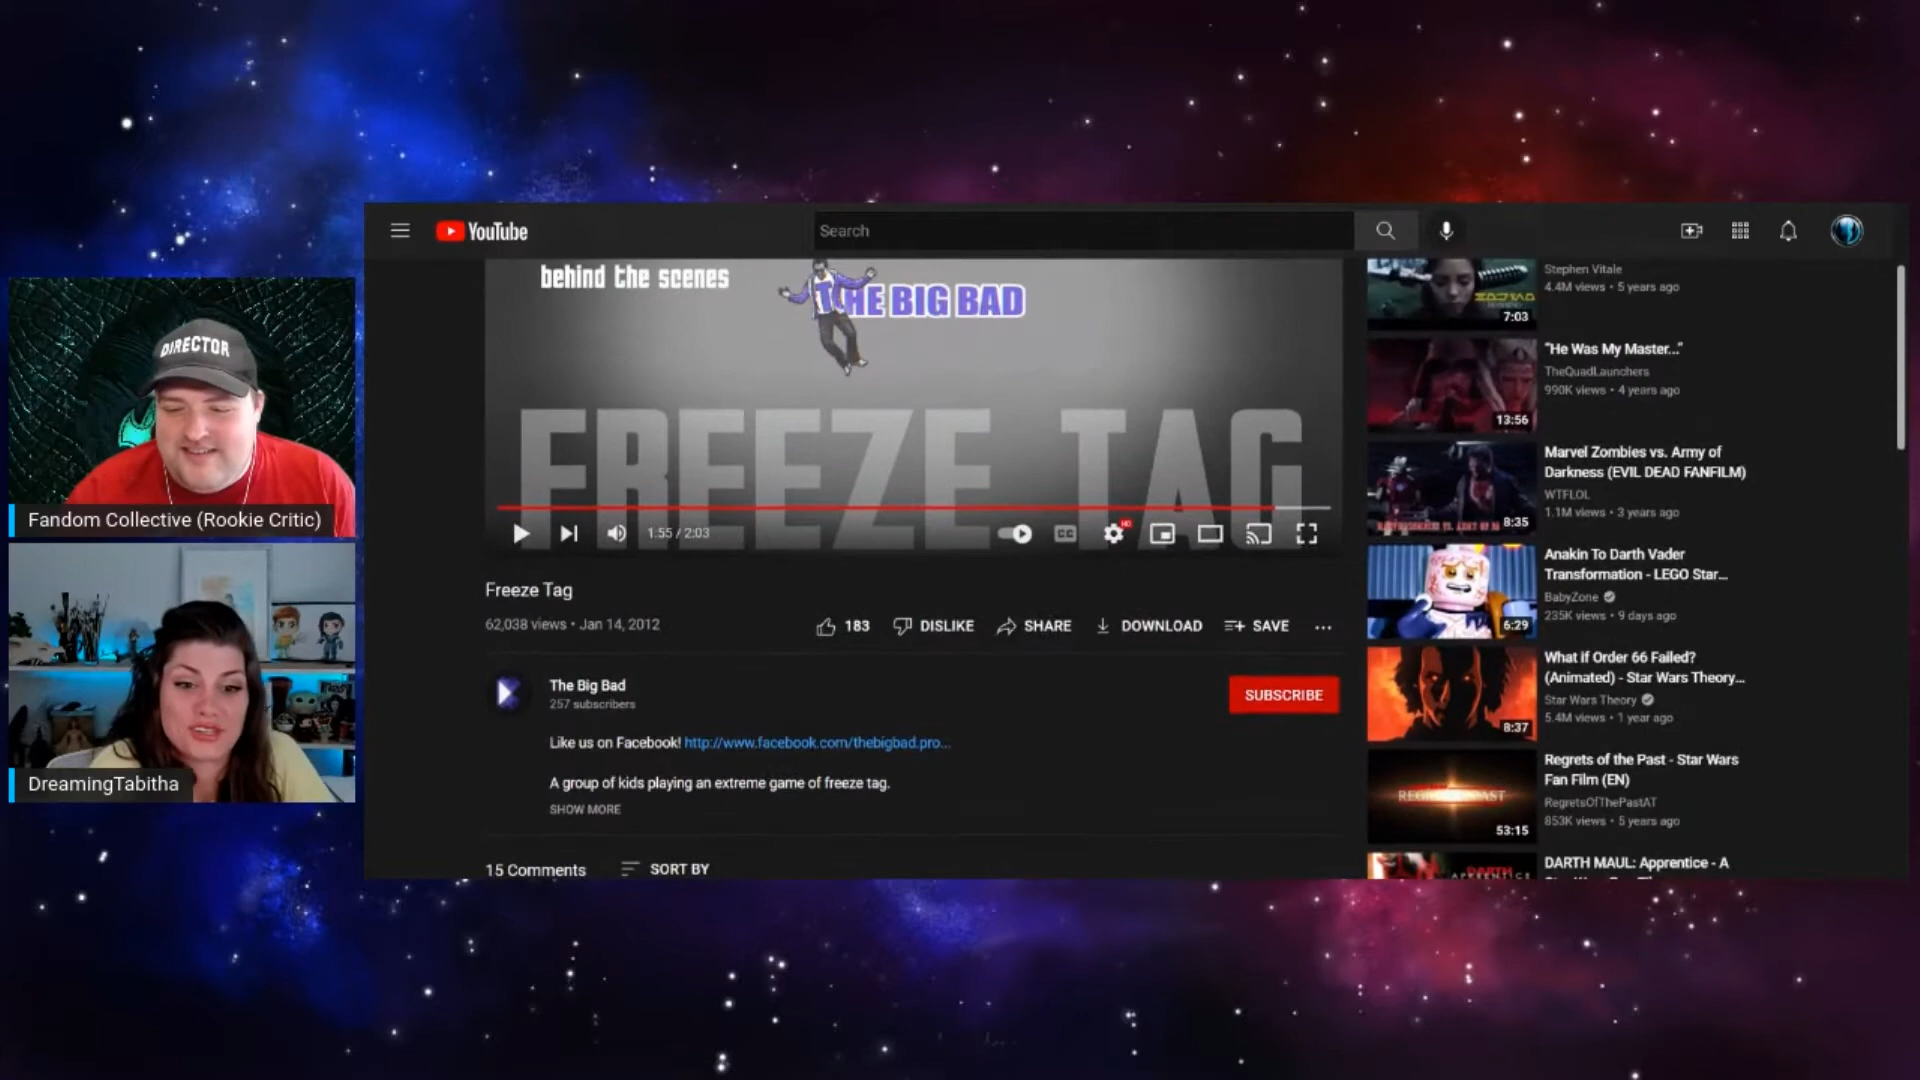 YouTube
Search
DIRECTOR
Fandom Collective (Rookie Critic)
DreamingTabitha
behind the scenes
THE BIG BAD
FREEZE TAG
1:55 / 2:03
CC
HD
Freeze Tag
62,038 views • Jan 14, 2012
183
DISLIKE
SHARE
DOWNLOAD
SAVE
The Big Bad
257 subscribers
SUBSCRIBE
Like us on Facebook! http://www.facebook.com/thebigbad.pro...
A group of kids playing an extreme game of freeze tag.
SHOW MORE
15 Comments
SORT BY
7:03
Stephen Vitale
4.4M views • 5 years ago
13:56
"He Was My Master..."
TheQuadLaunchers
990K views • 4 years ago
8:35
Marvel Zombies vs. Army of
Darkness (EVIL DEAD FANFILM)
WTFLOL
1.1M views • 3 years ago
6:29
Anakin To Darth Vader
Transformation - LEGO Star...
BabyZone
235K views • 9 days ago
8:37
What if Order 66 Failed?
(Animated) - Star Wars Theory...
Star Wars Theory
5.4M views • 1 year ago
53:15
Regrets of the Past - Star Wars
Fan Film (EN)
RegretsOfThePastAT
853K views • 5 years ago
DARTH MAUL: Apprentice - A